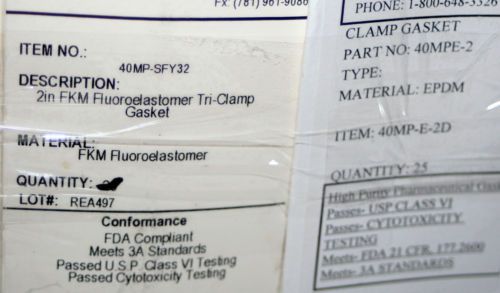 Fx: (781) 961-9086
ITEM NO.:
40MP-SFY32
DESCRIPTION:
2in FKM Fluoroelastomer Tri-Clamp
Gasket
MATERIAL:
FKM Fluoroelastomer
QUANTITY:
LOT#: REA497
Conformance
FDA Compliant
Meets 3A Standards
Passed U.S.P. Class VI Testing
Passed Cytotoxicity Testing
PHONE: 1-800-648-3326
CLAMP GASKET
PART NO: 40MPE-2
TYPE:
MATERIAL: EPDM
ITEM: 40MP-E-2D
QUANTITY: 25
High Purity Pharmaceutical
Passes- USP CLASS VI
Passes- CYTOTOXICITY
TESTING
Meets- FDA 21 CFR. 177.2600
Meets- 3A STANDARDS